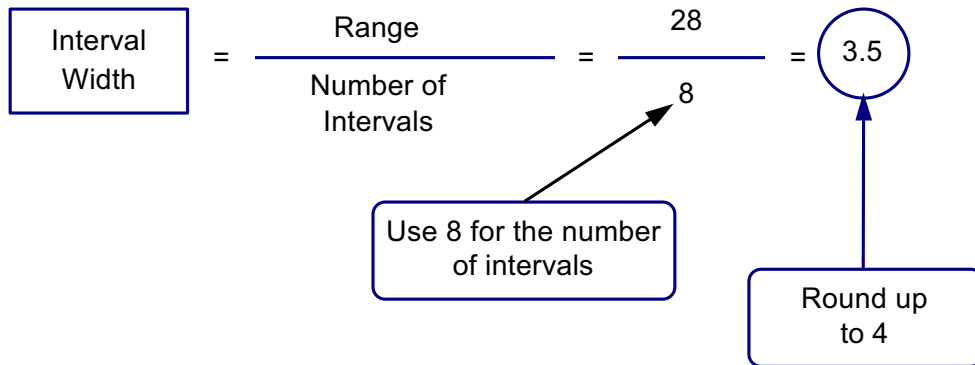 Interval
Width
=
Range
Number of
Intervals
=
28
8
=
3.5
Use 8 for the number
of intervals
Round up
to 4